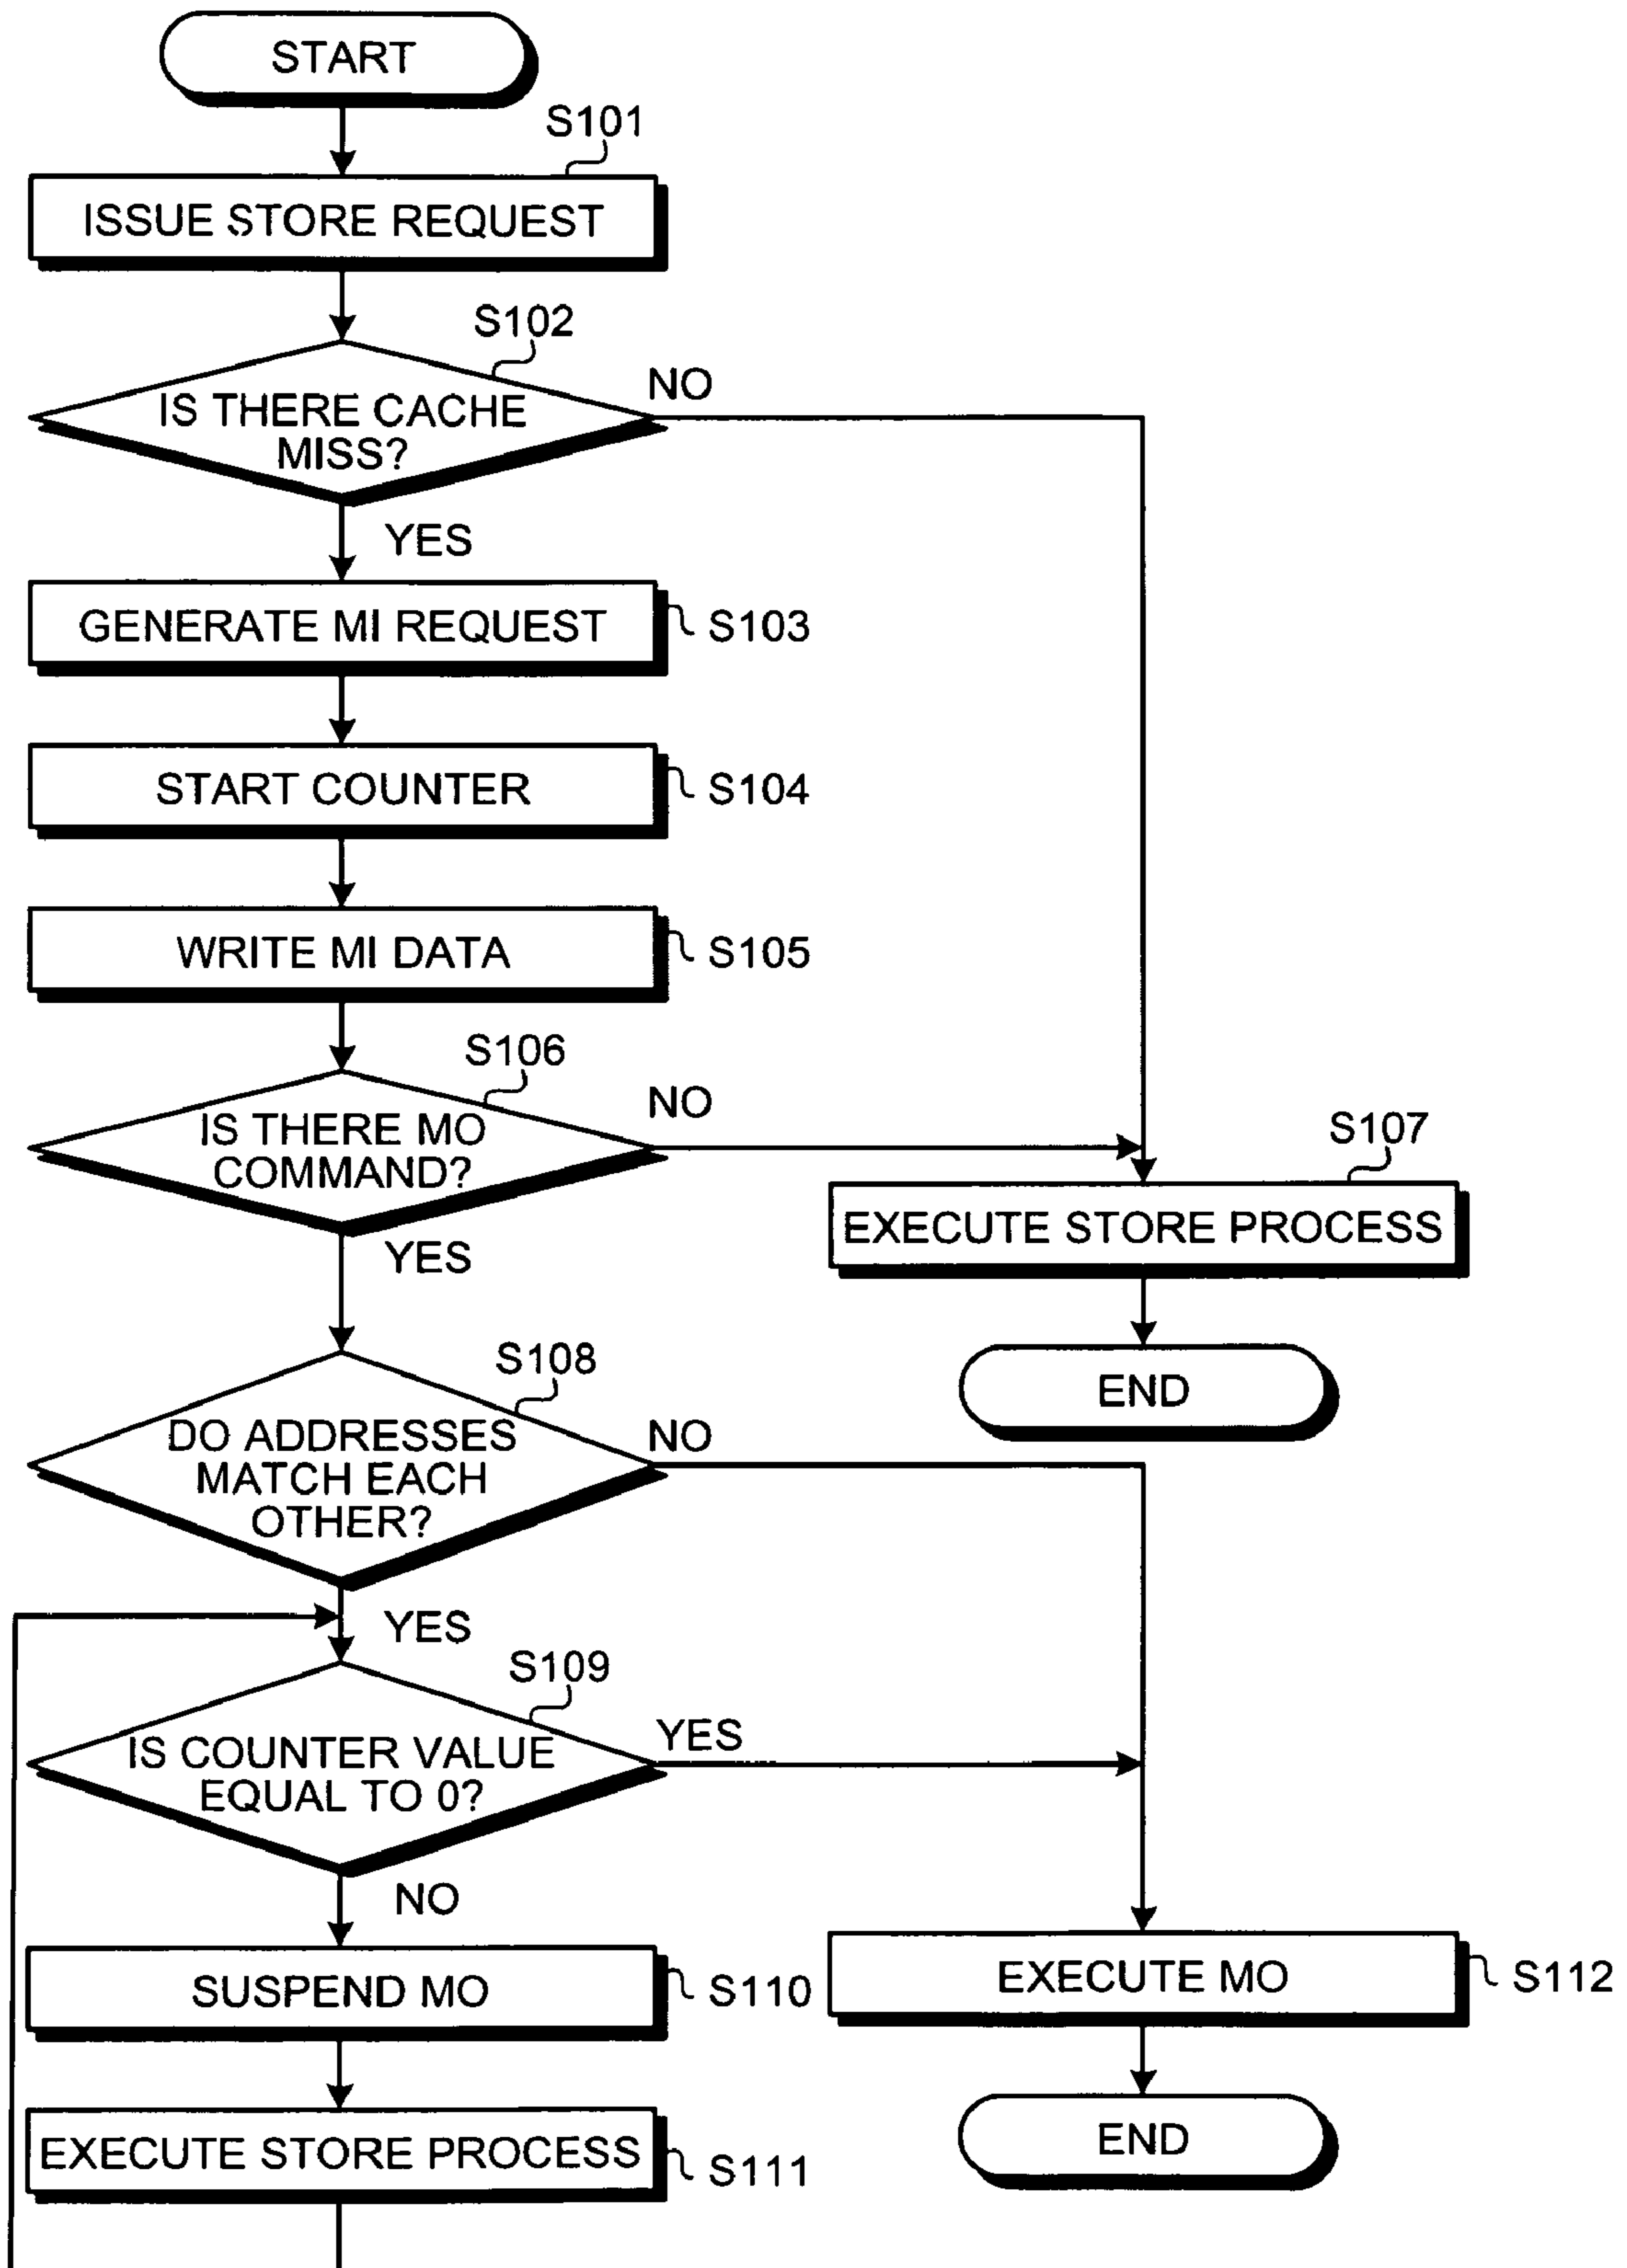 START
S101
ISSUE STORE REQUEST
S102
IS THERE CACHE
MISS?
NO
YES
GENERATE MI REQUEST
S103
START COUNTER
S104
WRITE MI DATA
S105
S106
IS THERE MO
COMMAND?
NO
YES
S107
EXECUTE STORE PROCESS
END
S108
DO ADDRESSES
MATCH EACH
OTHER?
NO
YES
S109
IS COUNTER VALUE
EQUAL TO 0?
YES
NO
SUSPEND MO
S110
EXECUTE MO
S112
EXECUTE STORE PROCESS
S111
END